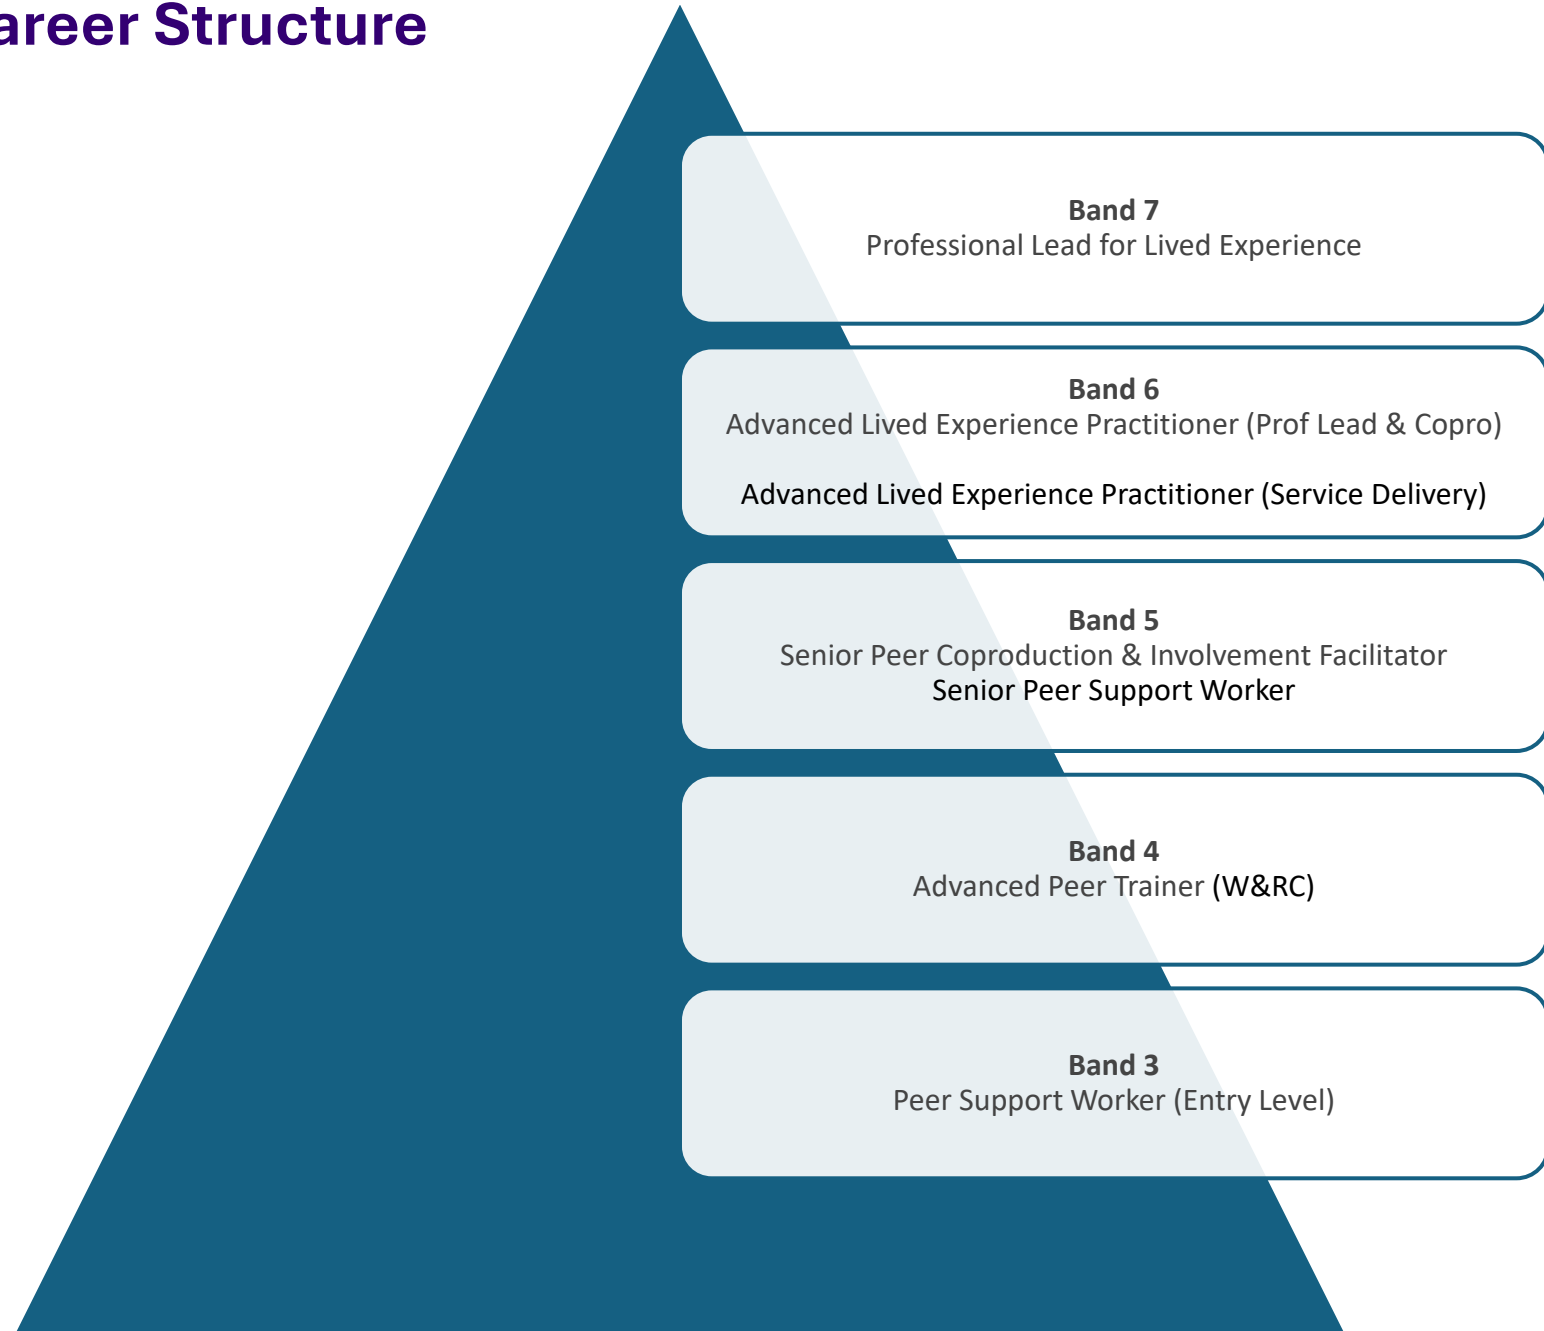 areer Structure
Band 7
Professional Lead for Lived Experience
Band 6
Advanced Lived Experience Practitioner (Prof Lead & Copro)
Advanced Lived Experience Practitioner (Service Delivery)
Band 5
Senior Peer Coproduction & Involvement Facilitator
Senior Peer Support Worker
Band 4
Advanced Peer Trainer (W&RC)
Band 3
Peer Support Worker (Entry Level)